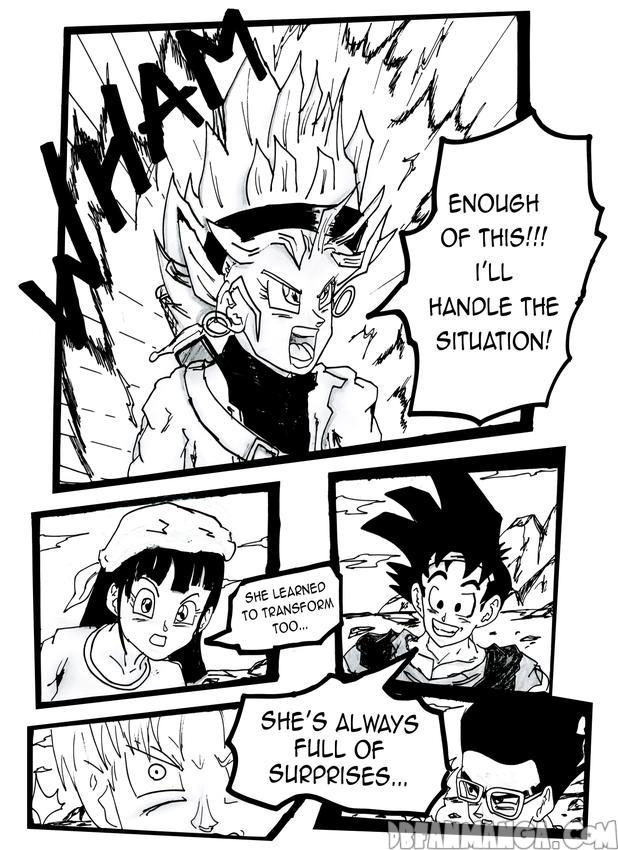 WHAM
ENOUGH
OF THIS!!!
I'LL
HANDLE THE
SITUATION!
SHE LEARNED
TO TRANSFORM
TOO...
SHE'S ALWAYS
FULL OF
SURPRISES...
DBFANMANGA.COM